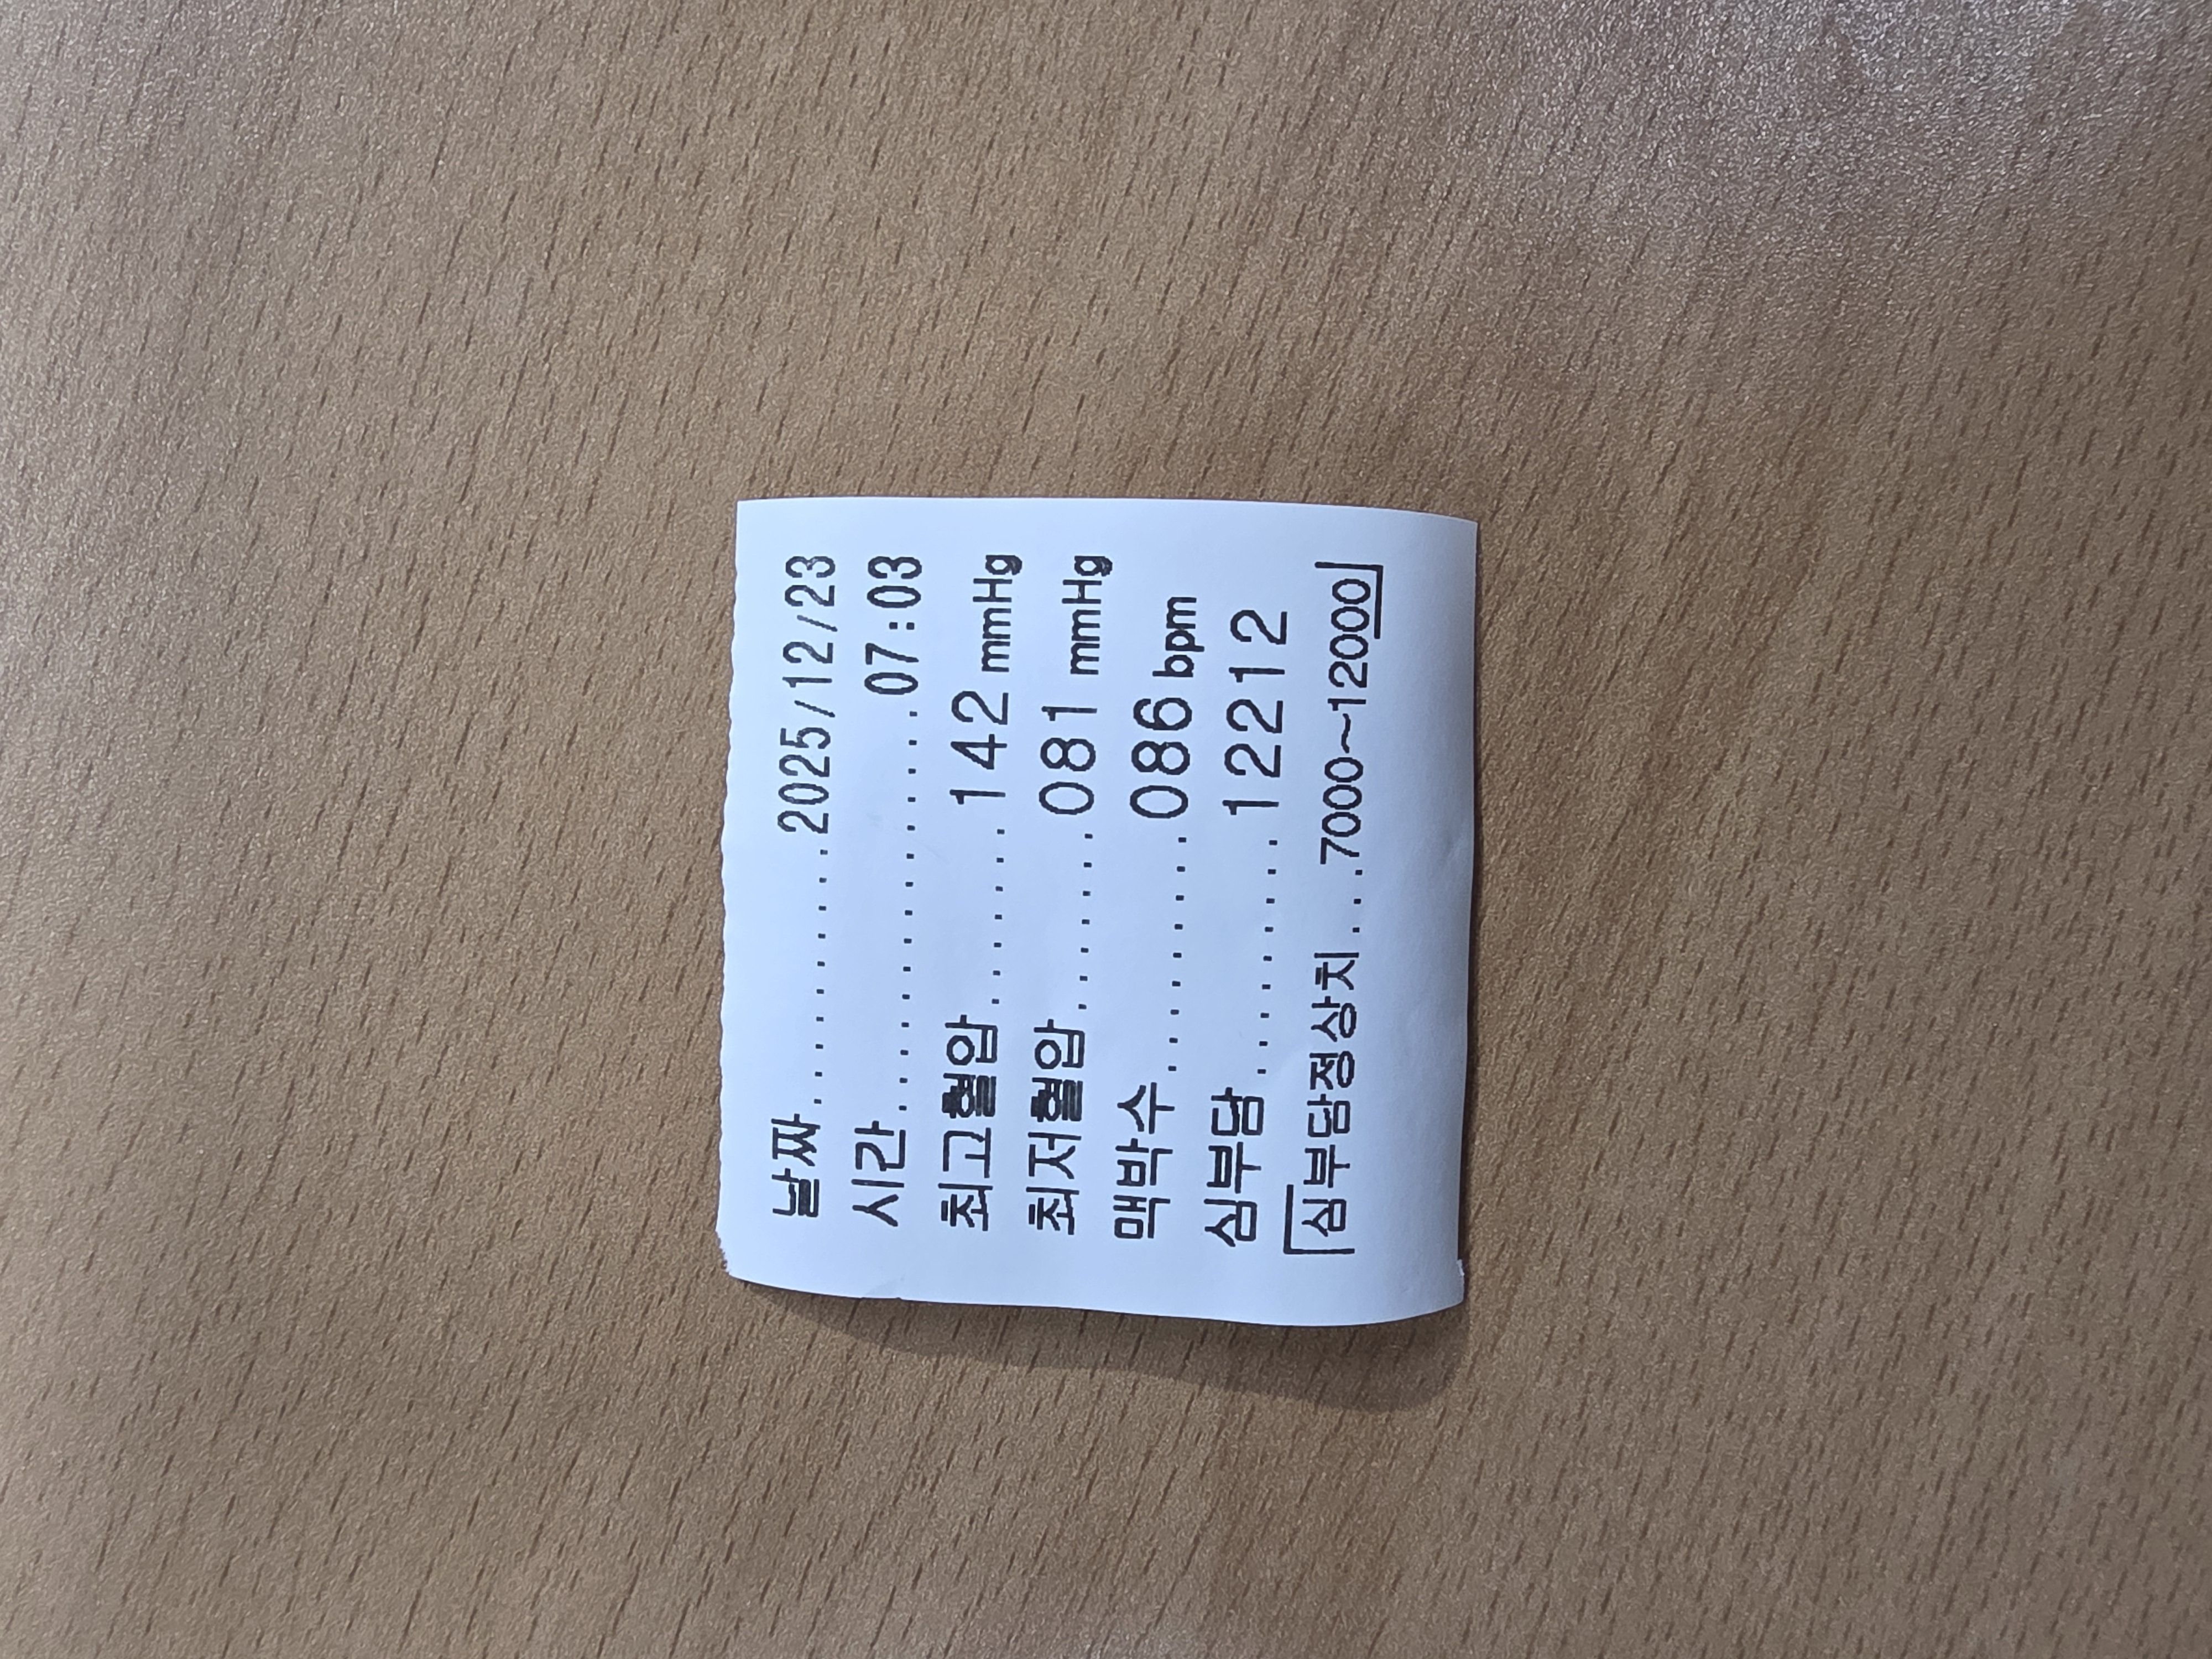 날짜............2025/12/23
시간..............07:03
최고혈압.......142 mmHg
최저혈압.......081 mmHg
맥박수.........086 bpm
심부담.........12212
「심부담정상치...7000~12000」